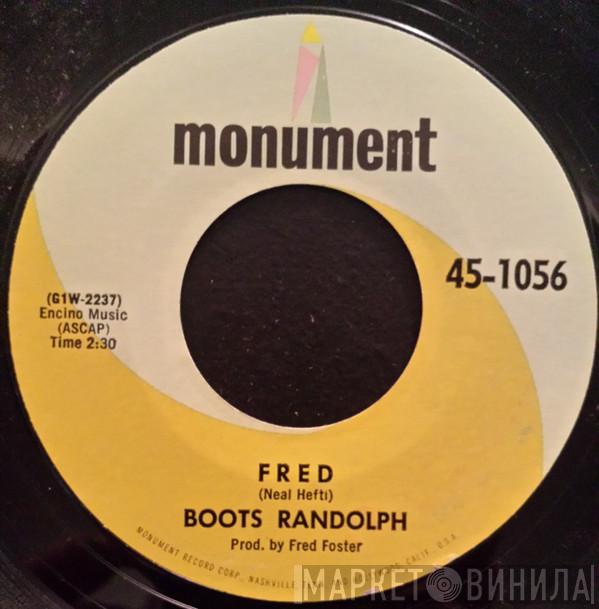 monument
45-1056
(G1W-2237)
Encino Music
(ASCAP)
Time 2:30
FRED
(Neal Hefti)
BOOTS RANDOLPH
Prod. by Fred Foster
MONUMENT RECORD CORP., NASHVILLE, TENN. CALIF., U.S.A.
МАРКЕТ ВИНИЛА